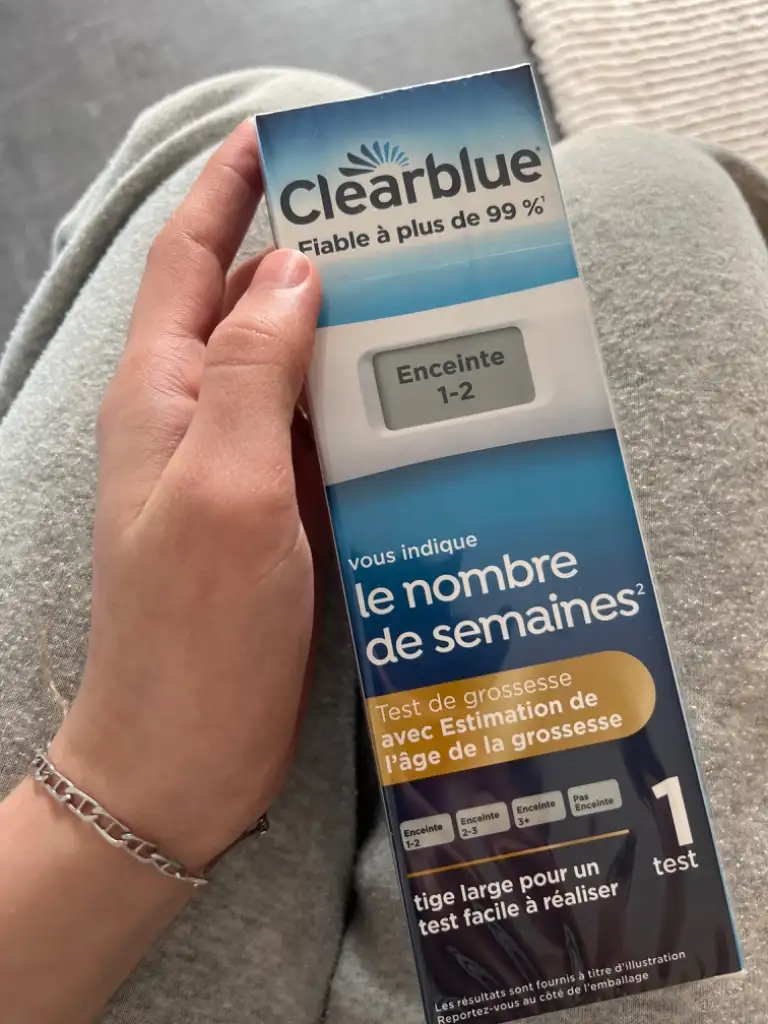 Clearblue®
Fiable à plus de 99 %¹
Enceinte
1-2
vous indique
le nombre
de semaines²
Test de grossesse
avec Estimation de
l'âge de la grossesse
Enceinte
1-2
Enceinte
2-3
Enceinte
3+
Pas
Enceinte
1
test
tige large pour un
test facile à réaliser
Les résultats sont fournis à titre d'illustration
Reportez-vous au côté de l'emballage